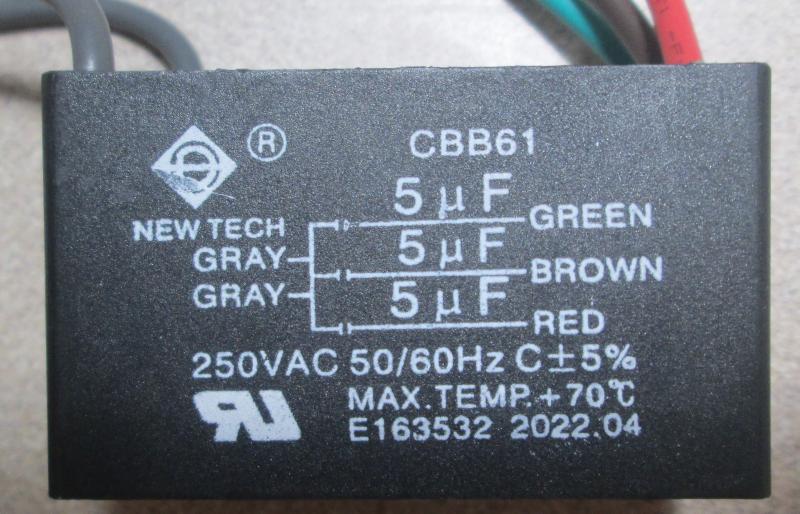 ® CBB61
NEW TECH
5 μF GREEN
GRAY
5 μF BROWN
GRAY
5 μF RED
250VAC 50/60Hz C±5%
MAX.TEMP.+70℃
E163532 2022.04